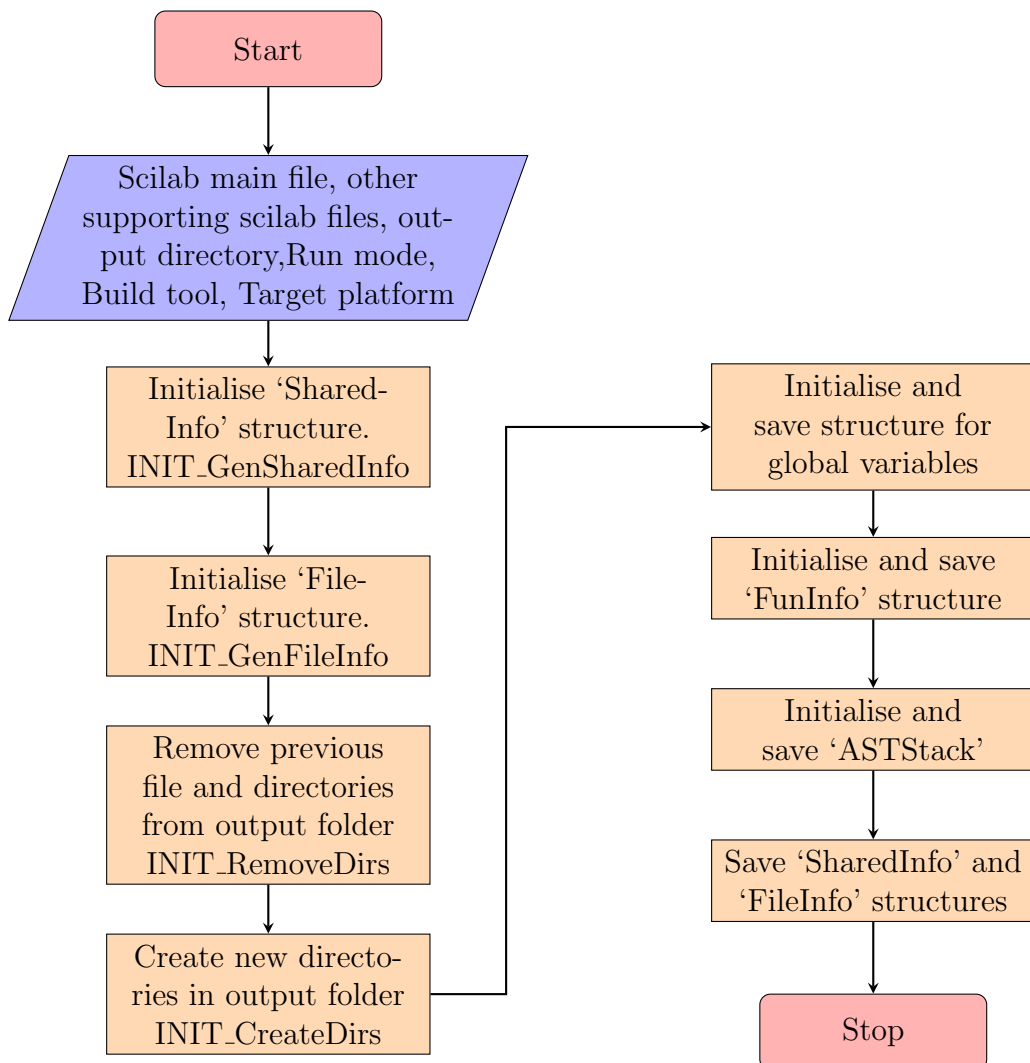 Start
Scilab main file, other
supporting scilab files, out-
put directory,Run mode,
Build tool, Target platform
Initialise ‘Shared-
Info’ structure.
INIT_GenSharedInfo
Initialise ‘File-
Info’ structure.
INIT_GenFileInfo
Remove previous
file and directories
from output folder
INIT_RemoveDirs
Create new directo-
ries in output folder
INIT_CreateDirs
Initialise and
save structure for
global variables
Initialise and save
‘FunInfo’ structure
Initialise and
save ‘ASTStack’
Save ‘SharedInfo’ and
‘FileInfo’ structures
Stop